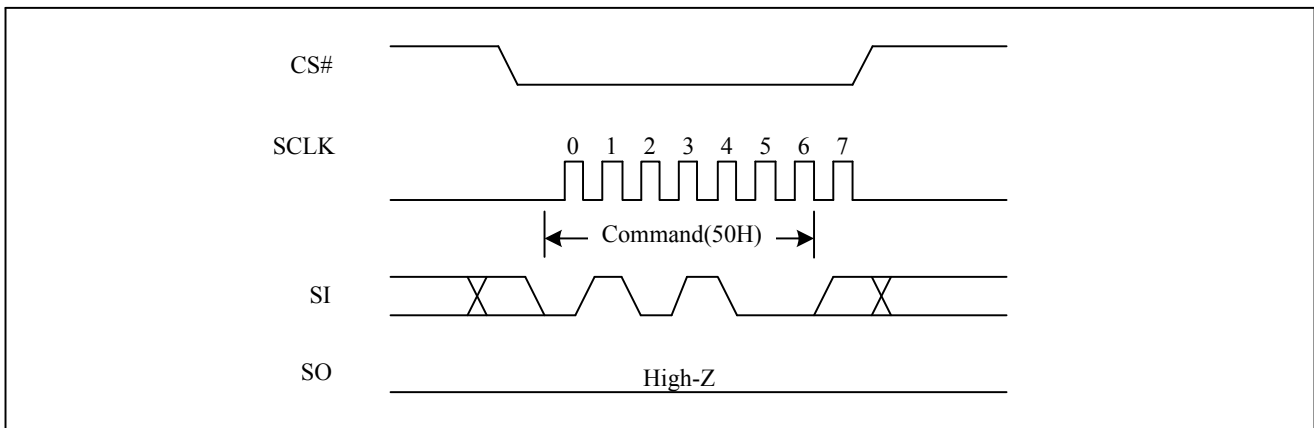 CS#
SCLK
0 1 2 3 4 5 6 7
Command(50H)
SI
SO
High-Z